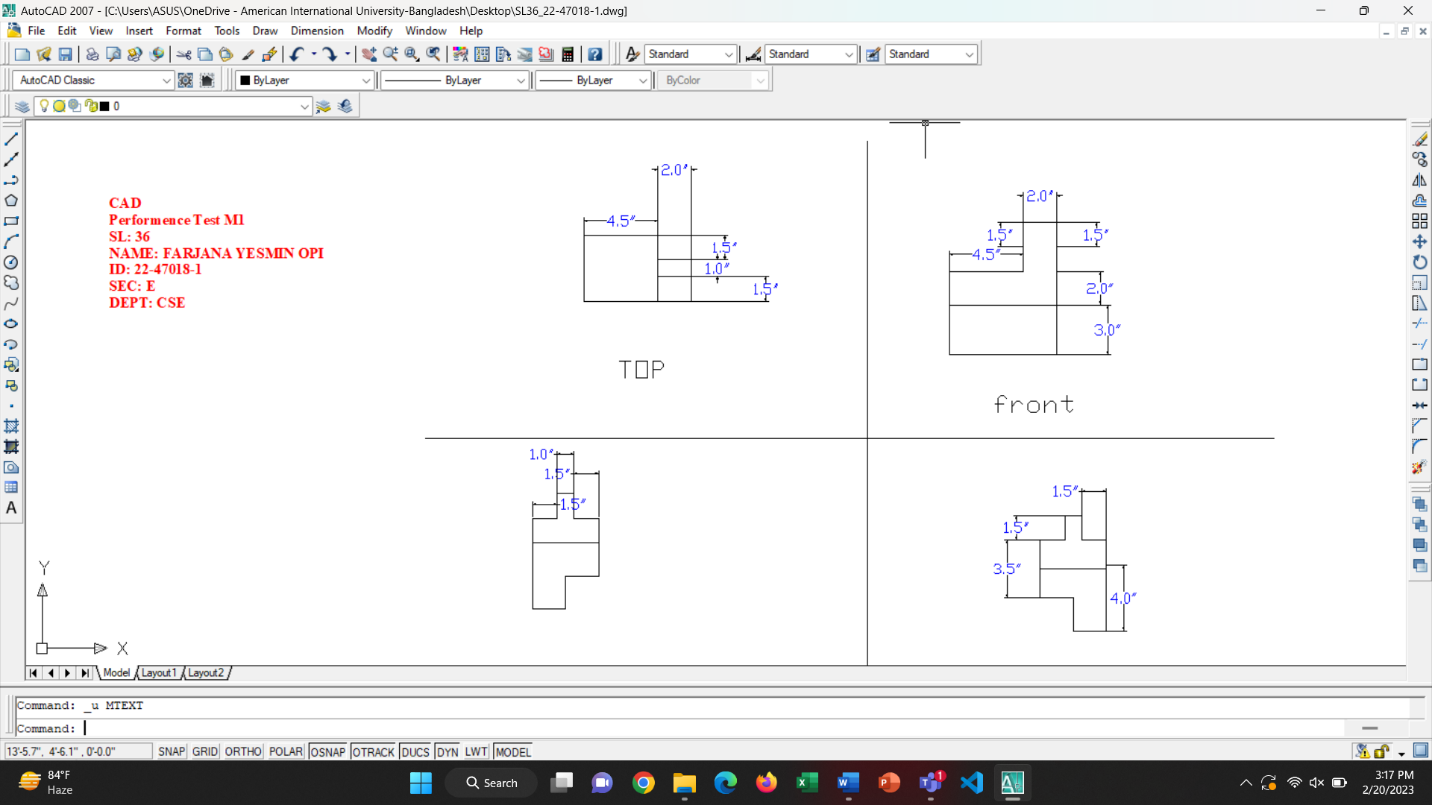 AutoCAD 2007 - [C:\Users\ASUS\OneDrive - American International University-Bangladesh\Desktop\SL36_22-47018-1.dwg]
File Edit View Insert Format Tools Draw Dimension Modify Window Help
Standard Standard Standard
AutoCAD Classic ByLayer ByLayer ByLayer ByColor
0
CAD
Performence Test M1
SL: 36
NAME: FARJANA YESMIN OPI
ID: 22-47018-1
SEC: E
DEPT: CSE
2.0"
4.5"
1.5"
1.0"
1.5"
TOP
2.0"
1.5" 1.5"
4.5"
2.0"
3.0"
front
1.0"
1.5"
1.5"
1.5"
1.5"
3.5"
4.0"
Y
X
A
Model Layout1 Layout2
Command: _u MTEXT
Command:
13'-5.7", 4'-6.1" , 0'-0.0" SNAP GRID ORTHO POLAR OSNAP OTRACK DUCS DYN LWT MODEL
84°F
Haze
Search
1
3:17 PM
2/20/2023